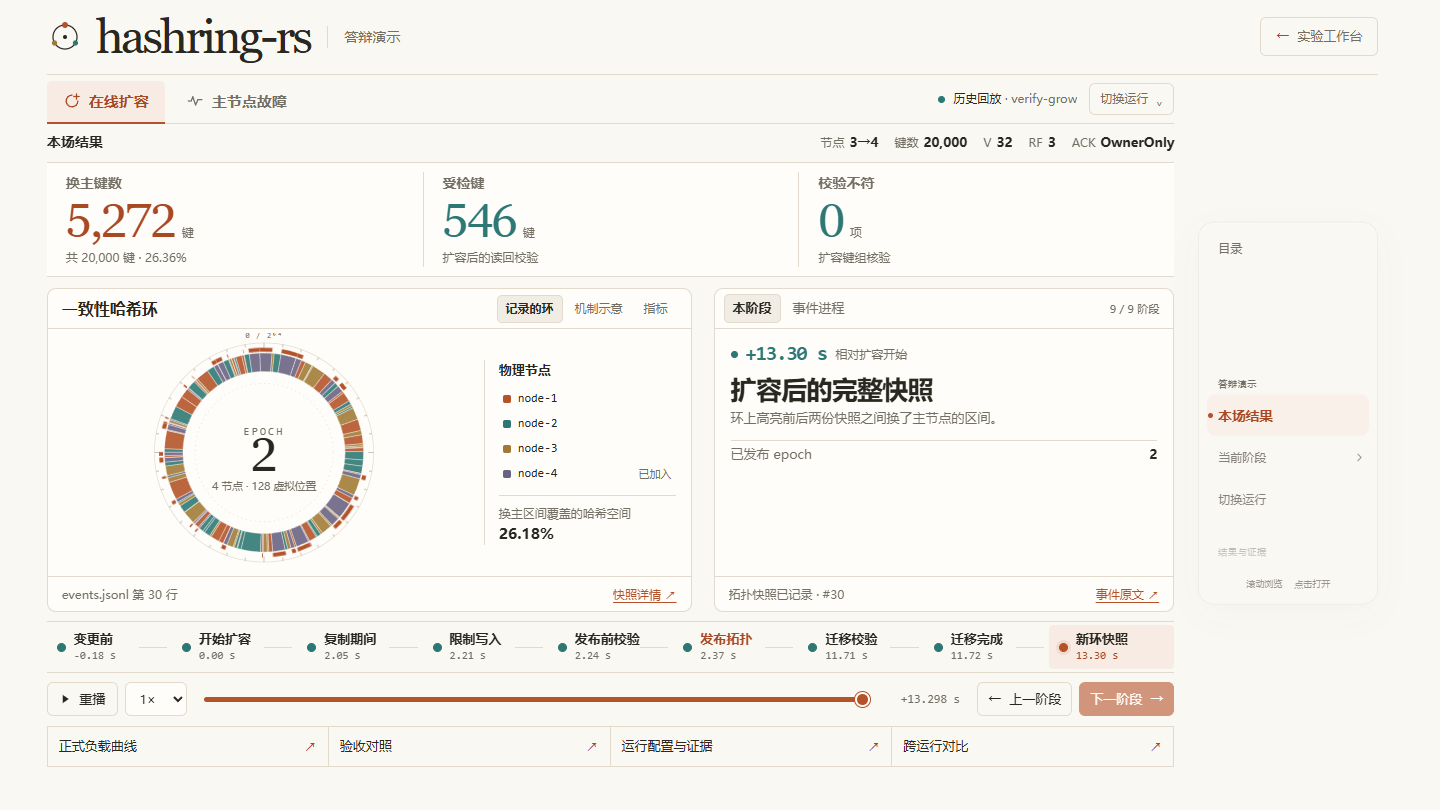 hashring-rs 答辩演示 ← 实验工作台
在线扩容 主节点故障 历史回放 · verify-grow 切换运行
本场结果 节点 3→4 键数 20,000 V 32 RF 3 ACK OwnerOnly
换主键数 受检键 校验不符
5,272 键 546 键 0 项
共 20,000 键 · 26.36% 扩容后的读回校验 扩容键组核验
一致性哈希环 记录的环 机制示意 指标
0 / 2⁶⁴
EPOCH
2
4 节点 · 128 虚拟位置
物理节点
node-1
node-2
node-3
node-4 已加入
换主区间覆盖的哈希空间
26.18%
events.jsonl 第 30 行 快照详情 ↗
本阶段 事件进程 9 / 9 阶段
+13.30 s 相对扩容开始
扩容后的完整快照
环上高亮前后两份快照之间换了主节点的区间。
已发布 epoch 2
拓扑快照已记录 · #30 事件原文 ↗
变更前 开始扩容 复制期间 限制写入 发布前校验 发布拓扑 迁移校验 迁移完成 新环快照
-0.18 s 0.00 s 2.05 s 2.21 s 2.24 s 2.37 s 11.71 s 11.72 s 13.30 s
重播 1× +13.298 s ← 上一阶段 下一阶段 →
正式负载曲线 ↗ 验收对照 ↗ 运行配置与证据 ↗ 跨运行对比 ↗
目录
答辩演示
本场结果
当前阶段
切换运行
结果与证据
滚动浏览 点击打开